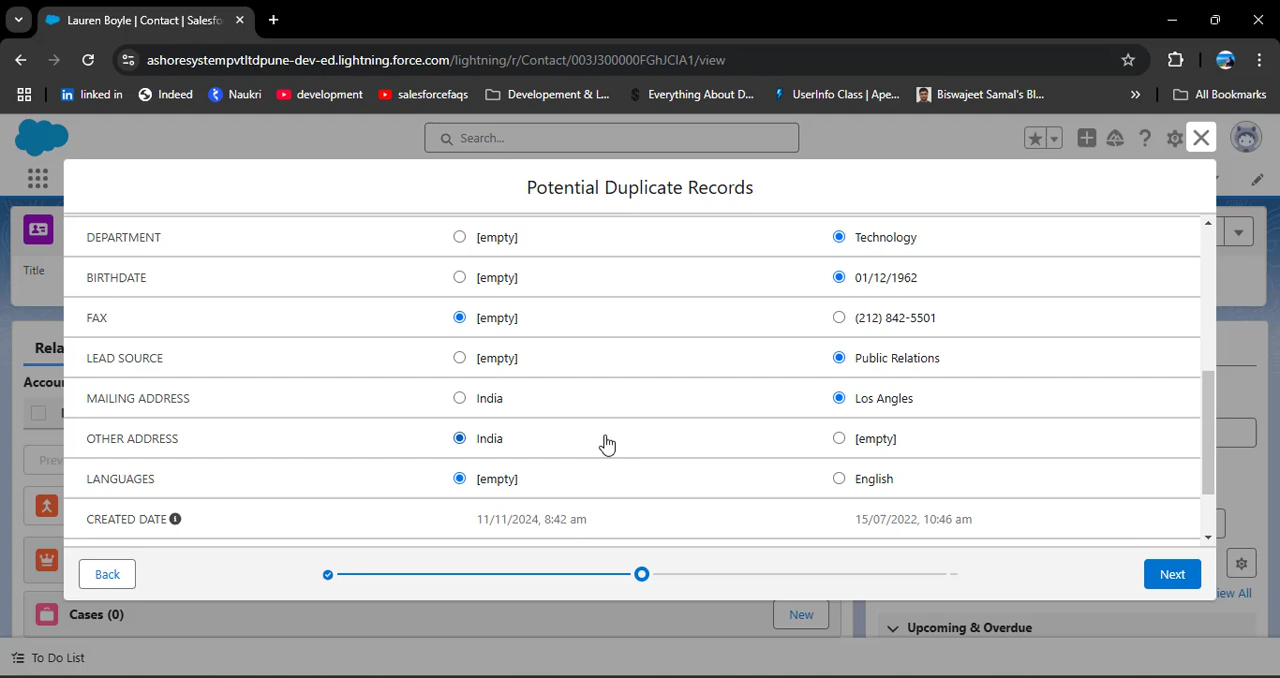 Lauren Boyle | Contact | Salesfo
ashoresystempvtltdpune-dev-ed.lightning.force.com/lightning/r/Contact/003J300000FGhJCIA1/view
linked in Indeed Naukri development salesforcefaqs Developement & L... Everything About D... UserInfo Class | Ape... Biswajeet Samal's Bl... » All Bookmarks
Search...
Potential Duplicate Records
Title
DEPARTMENT [empty] Technology
BIRTHDATE [empty] 01/12/1962
FAX [empty] (212) 842-5501
Rela
LEAD SOURCE [empty] Public Relations
Accou
MAILING ADDRESS India Los Angles
OTHER ADDRESS India [empty]
Prev
LANGUAGES [empty] English
CREATED DATE 11/11/2024, 8:42 am 15/07/2022, 10:46 am
Back Next
iew All
Cases (0) New
Upcoming & Overdue
To Do List